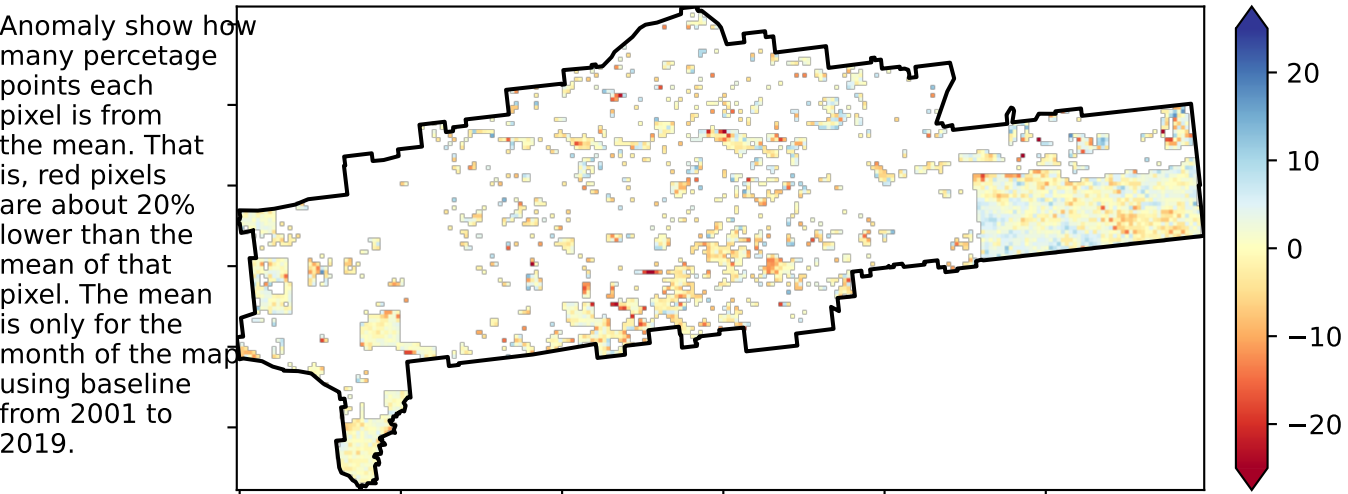 Anomaly show how
many percetage
points each
pixel is from
the mean. That
is, red pixels
are about 20%
lower than the
mean of that
pixel. The mean
is only for the
month of the map
using baseline
from 2001 to
2019.
20
10
0
−10
−20